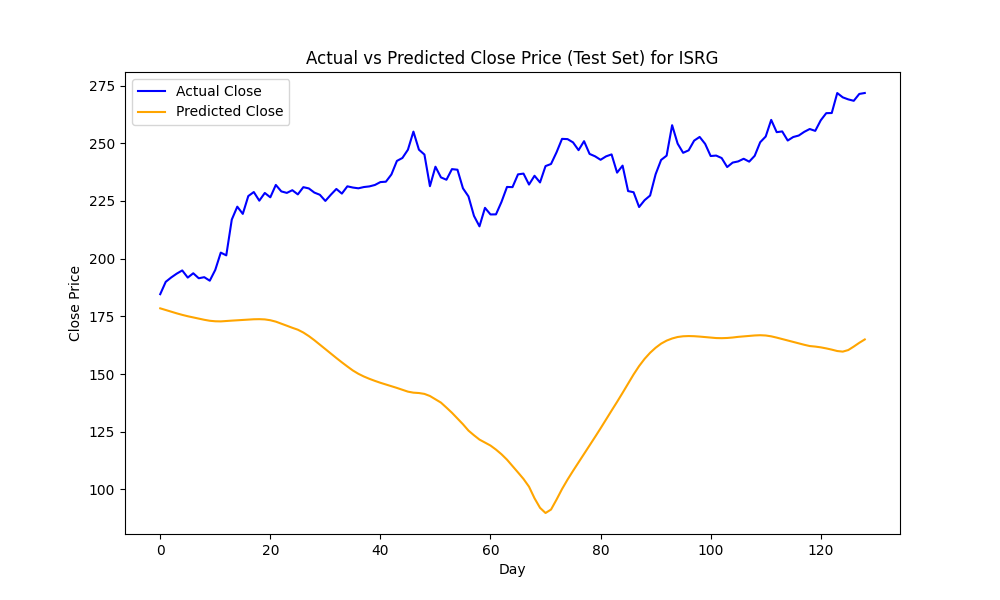 Actual vs Predicted Close Price (Test Set) for ISRG
Actual Close
Predicted Close
275
250
225
200
175
150
125
100
Close Price
0 20 40 60 80 100 120
Day